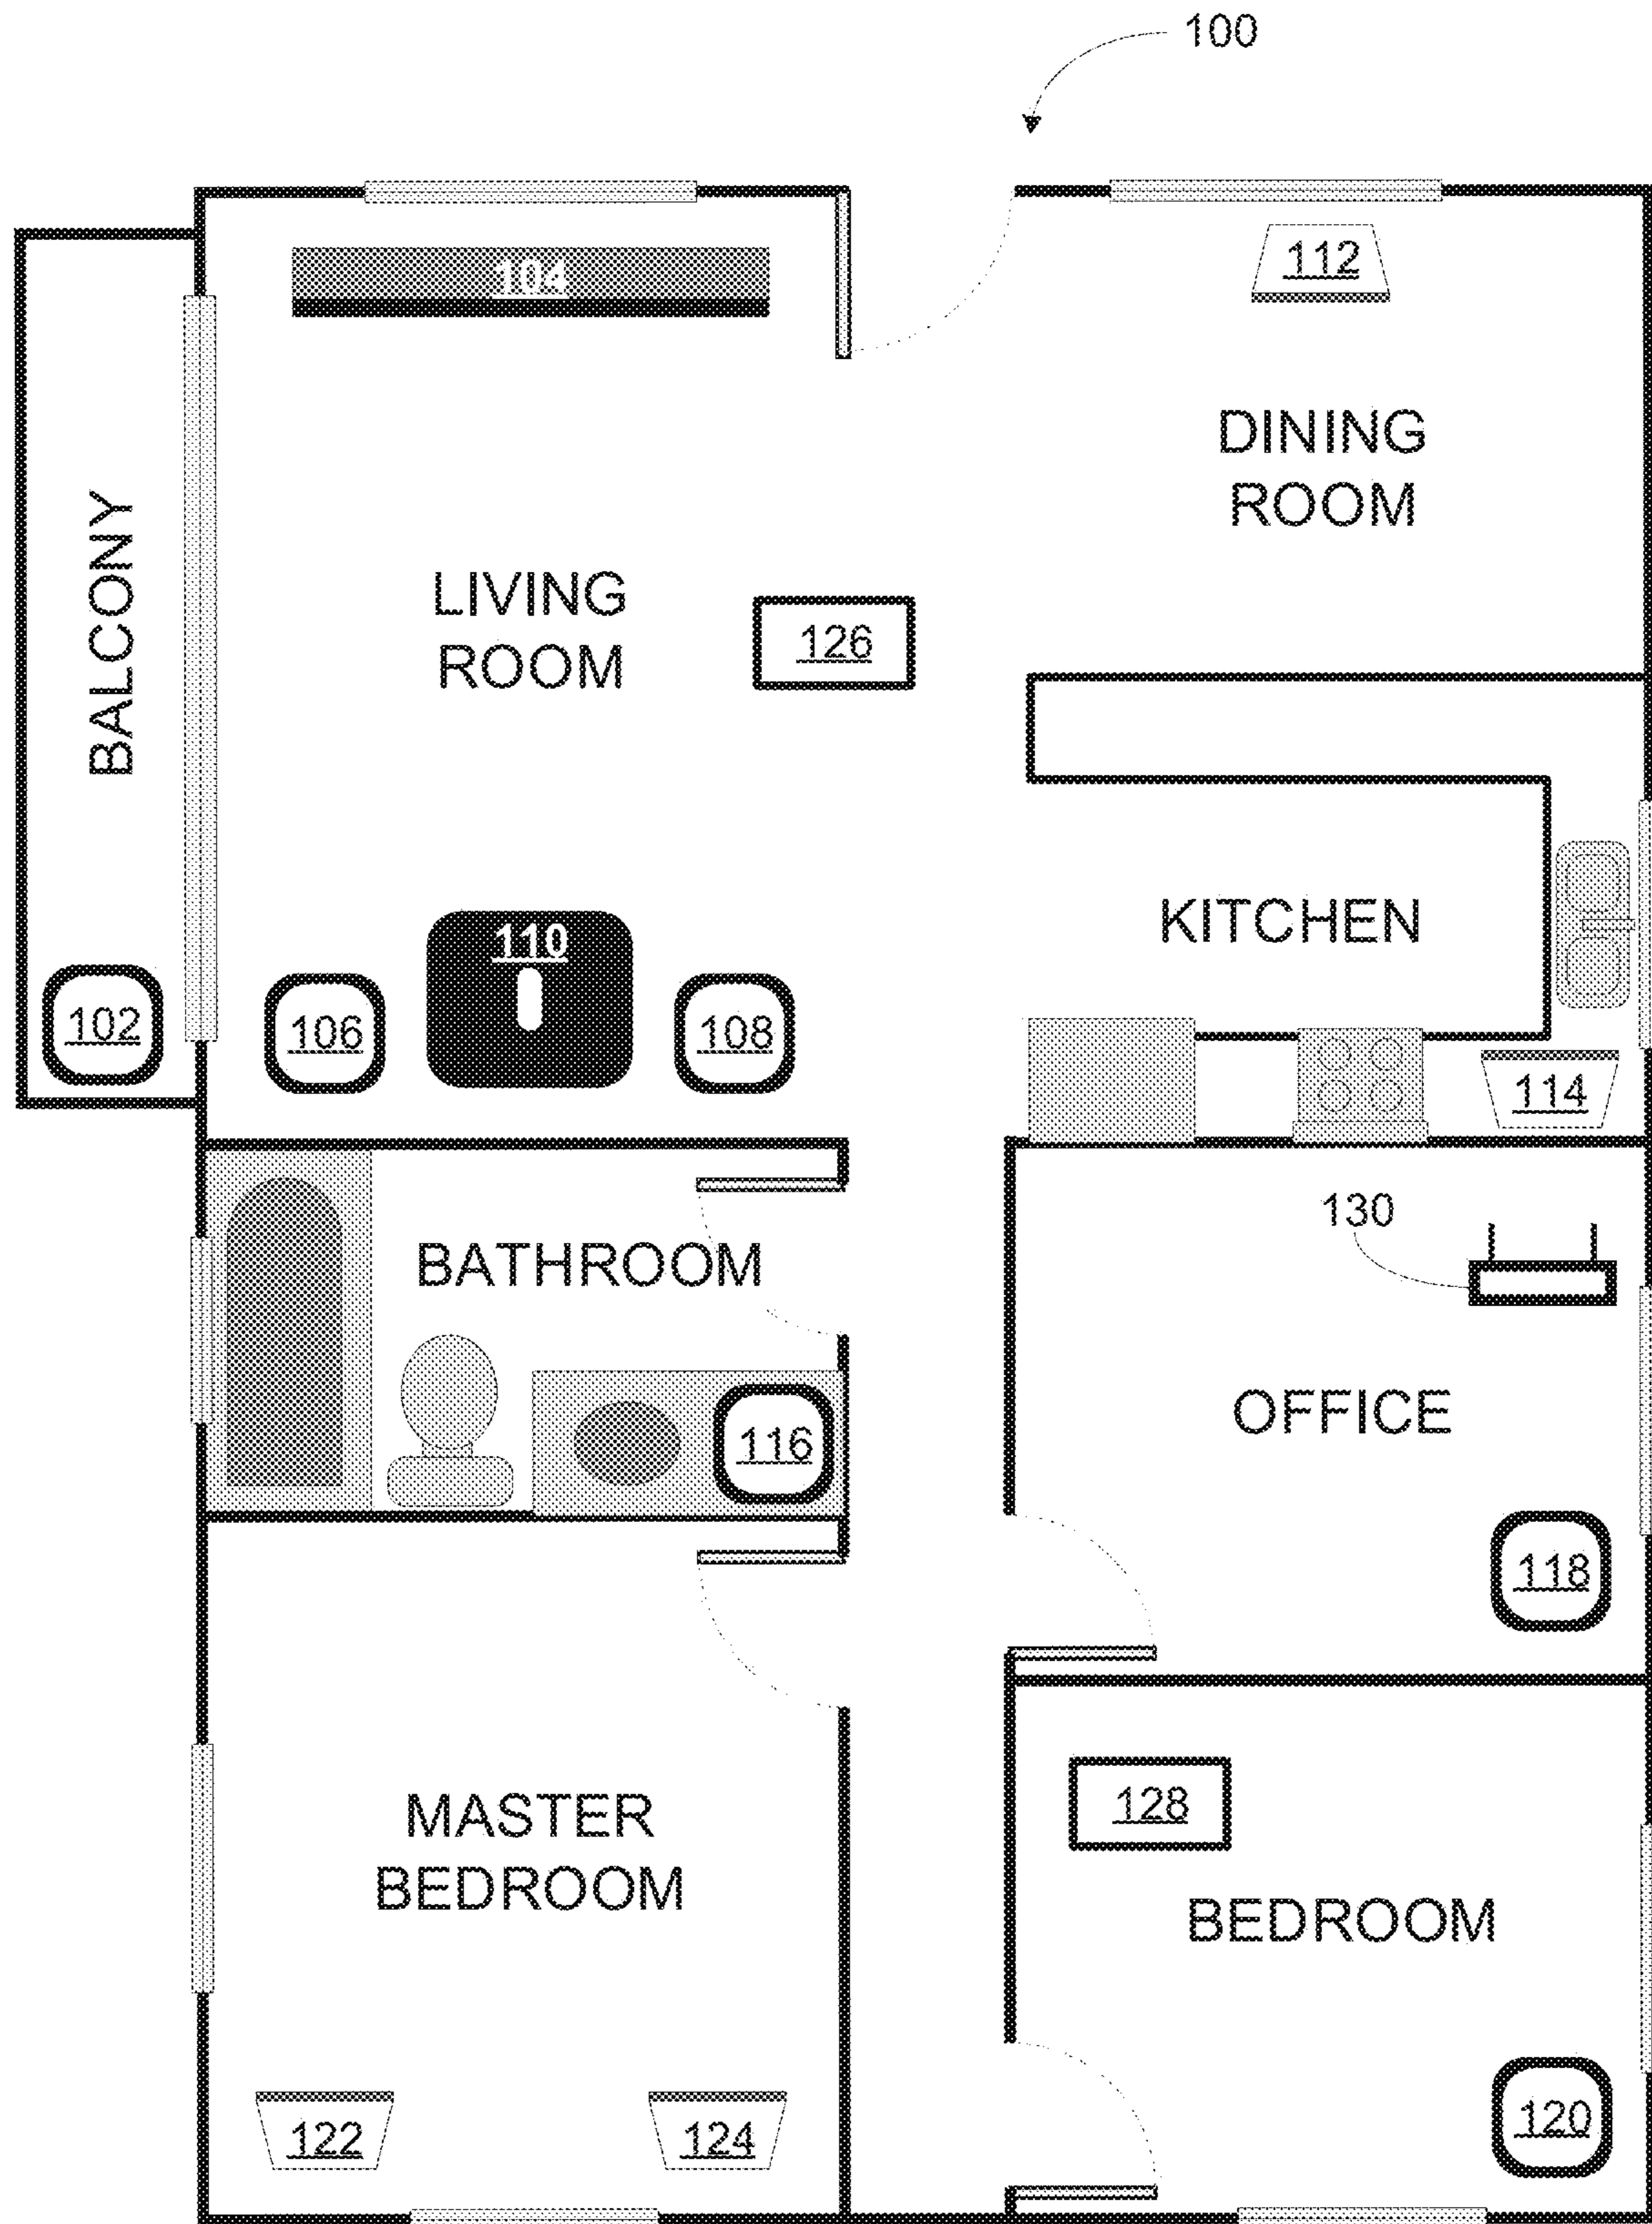 100
104
112
DINING
ROOM
BALCONY
LIVING
ROOM
126
KITCHEN
110
102
106
108
114
130
BATHROOM
OFFICE
116
118
128
MASTER
BEDROOM
BEDROOM
122
124
120